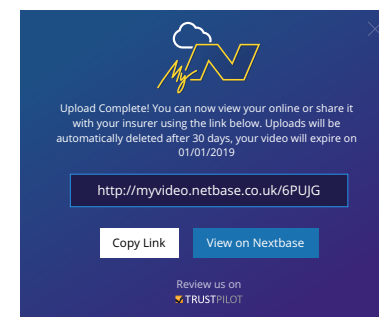 My N
Upload Complete! You can now view your online or share it
with your insurer using the link below. Uploads will be
automatically deleted after 30 days, your video will expire on
01/01/2019
http://myvideo.netbase.co.uk/6PUJG
Copy Link
View on Nextbase
Review us on
TRUSTPILOT